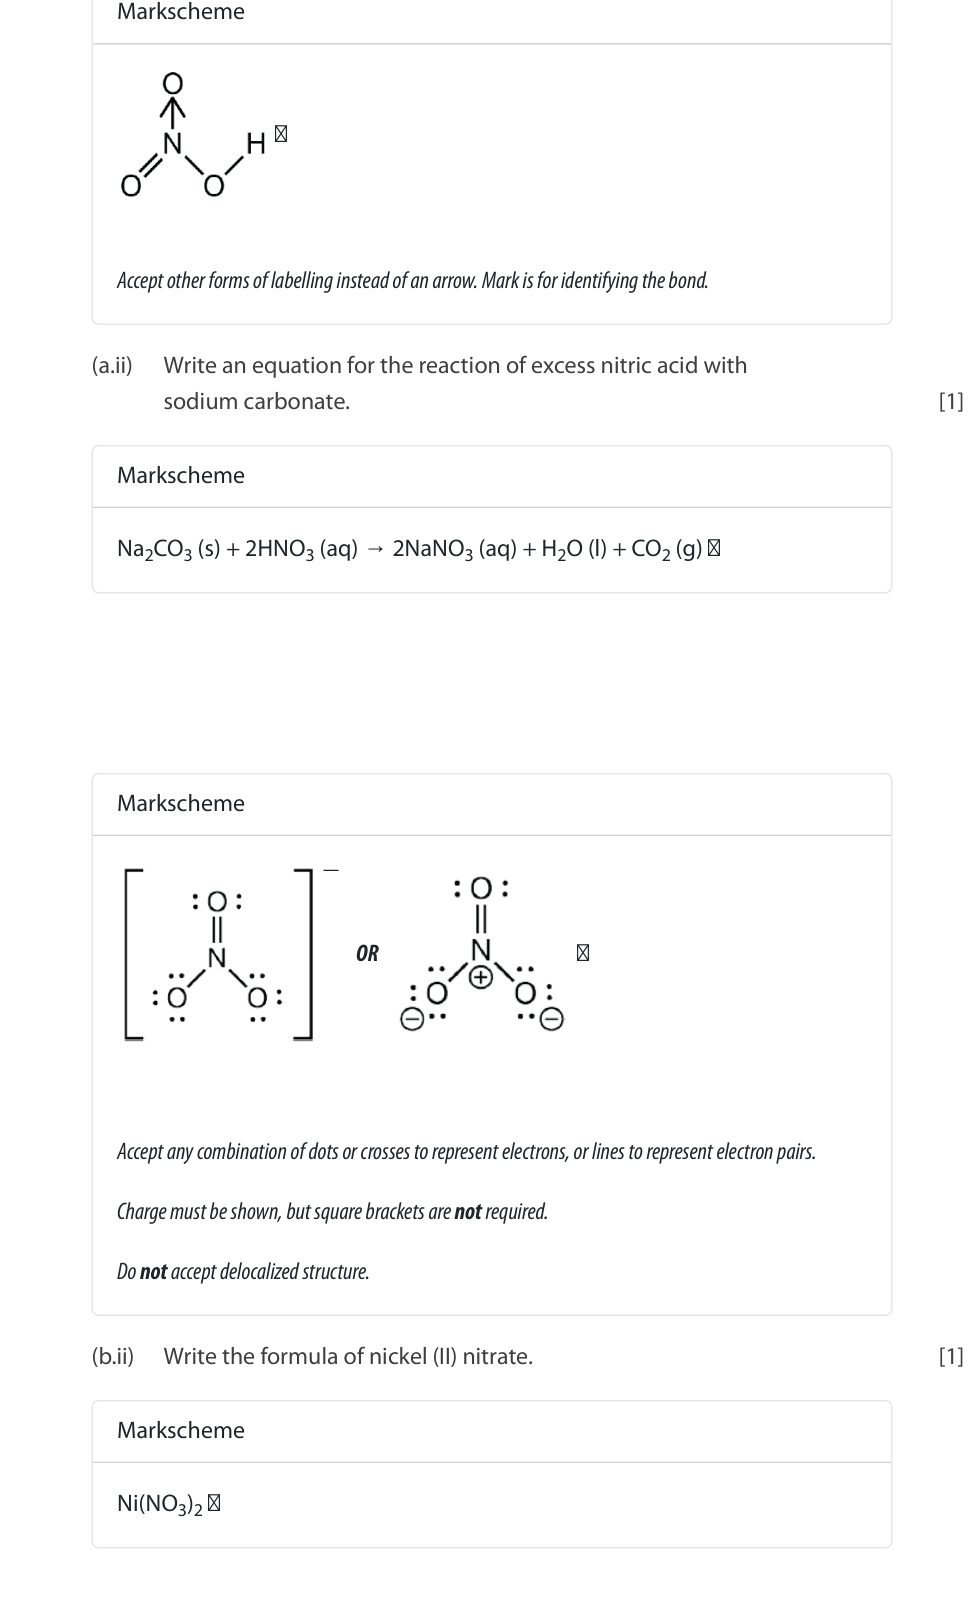 Markscheme
O
N
H ☒
O
O
Accept other forms of labelling instead of an arrow. Mark is for identifying the bond.
(a.ii) Write an equation for the reaction of excess nitric acid with
sodium carbonate. [1]
Markscheme
Na₂CO₃ (s) + 2HNO₃ (aq) → 2NaNO₃ (aq) + H₂O (l) + CO₂ (g) ☒
Markscheme
:O: − :O:
N OR N ☒
:O O: :O ⊕ O:
⊖ ⊖
Accept any combination of dots or crosses to represent electrons, or lines to represent electron pairs.
Charge must be shown, but square brackets are not required.
Do not accept delocalized structure.
(b.ii) Write the formula of nickel (II) nitrate. [1]
Markscheme
Ni(NO₃)₂ ☒